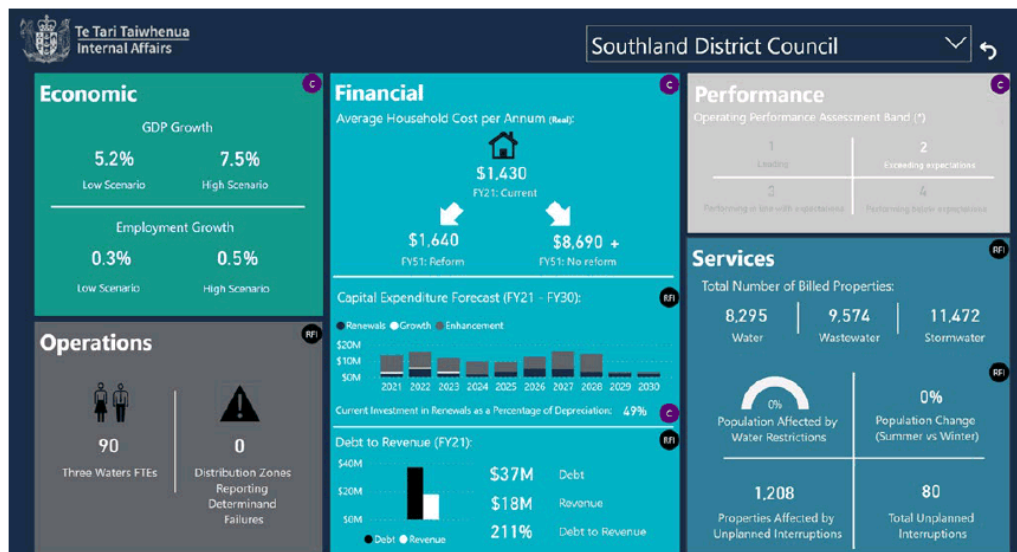 Te Tari Taiwhenua
Internal Affairs
Southland District Council
Economic
C
GDP Growth
5.2% 7.5%
Low Scenario High Scenario
Employment Growth
0.3% 0.5%
Low Scenario High Scenario
Operations
RFI
90 0
Three Waters FTEs Distribution Zones
Reporting
Determinand
Failures
Financial
C
Average Household Cost per Annum (Real):
$1,430
FY21: Current
$1,640 $8,690 +
FY51: Reform FY51: No reform
Capital Expenditure Forecast (FY21 - FY30):
RFI
Renewals Growth Enhancement
$20M
$10M
$0M
2021 2022 2023 2024 2025 2026 2027 2028 2029 2030
Current Investment in Renewals as a Percentage of Depreciation: 49%
C
Debt to Revenue (FY21):
RFI
$40M
$20M
$0M
Debt Revenue
$37M Debt
$18M Revenue
211% Debt to Revenue
Performance
C
Operating Performance Assessment Band (*)
1 2
Leading Exceeding expectations
3 4
Performing in line with expectations Performing below expectations
Services
RFI
Total Number of Billed Properties:
8,295 9,574 11,472
Water Wastewater Stormwater
RFI
0% 0%
Population Affected by Population Change
Water Restrictions (Summer vs Winter)
1,208 80
Properties Affected by Total Unplanned
Unplanned Interruptions Interruptions